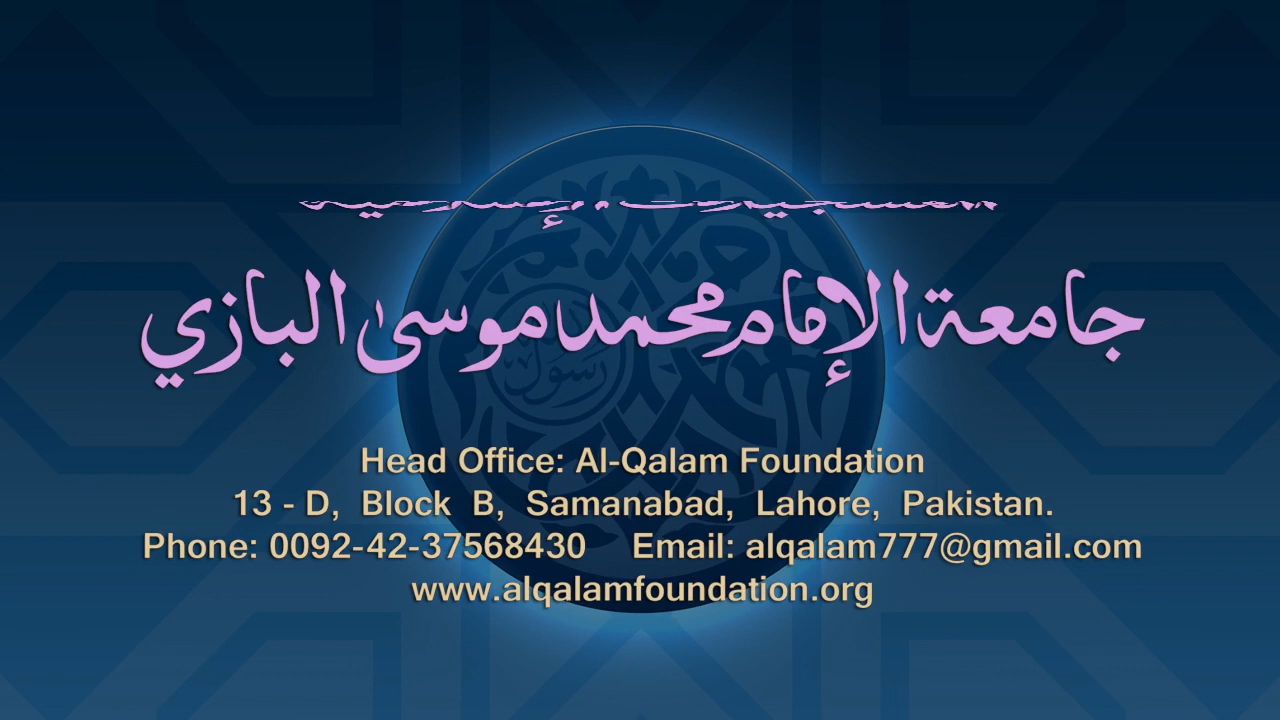 جامعة الإمام محمد موسىٰ البازي
Head Office: Al-Qalam Foundation
13 - D, Block B, Samanabad, Lahore, Pakistan.
Phone: 0092-42-37568430 Email: alqalam777@gmail.com
www.alqalamfoundation.org